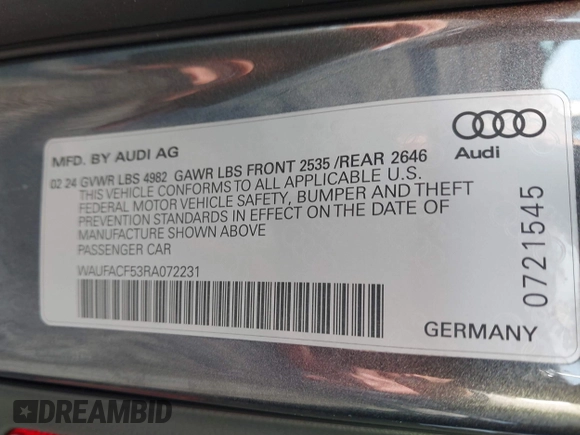 MFD. BY AUDI AG
02 24 GVWR LBS 4982 GAWR LBS FRONT 2535 /REAR 2646
THIS VEHICLE CONFORMS TO ALL APPLICABLE U.S.
FEDERAL MOTOR VEHICLE SAFETY, BUMPER AND THEFT
PREVENTION STANDARDS IN EFFECT ON THE DATE OF
MANUFACTURE SHOWN ABOVE
PASSENGER CAR
WAUFACF53RA072231
Audi
0721545
GERMANY
DREAMBID